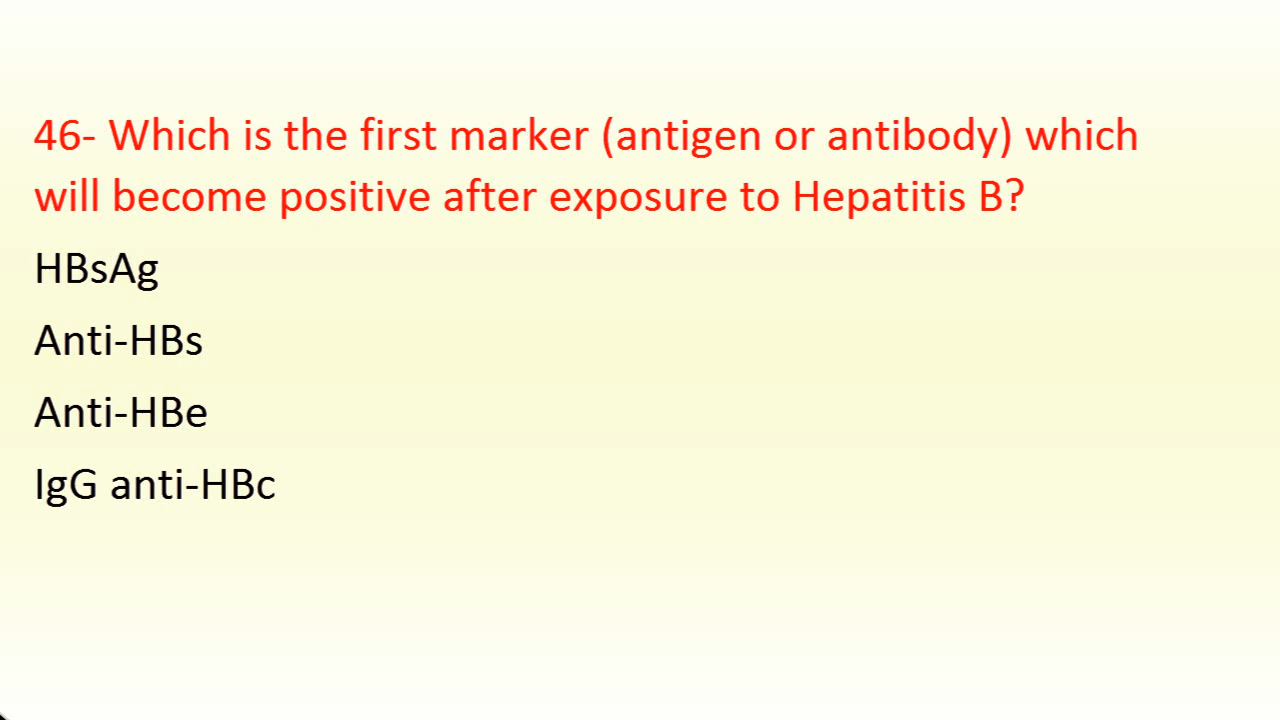 46- Which is the first marker (antigen or antibody) which
will become positive after exposure to Hepatitis B?
HBsAg
Anti-HBs
Anti-HBe
IgG anti-HBc